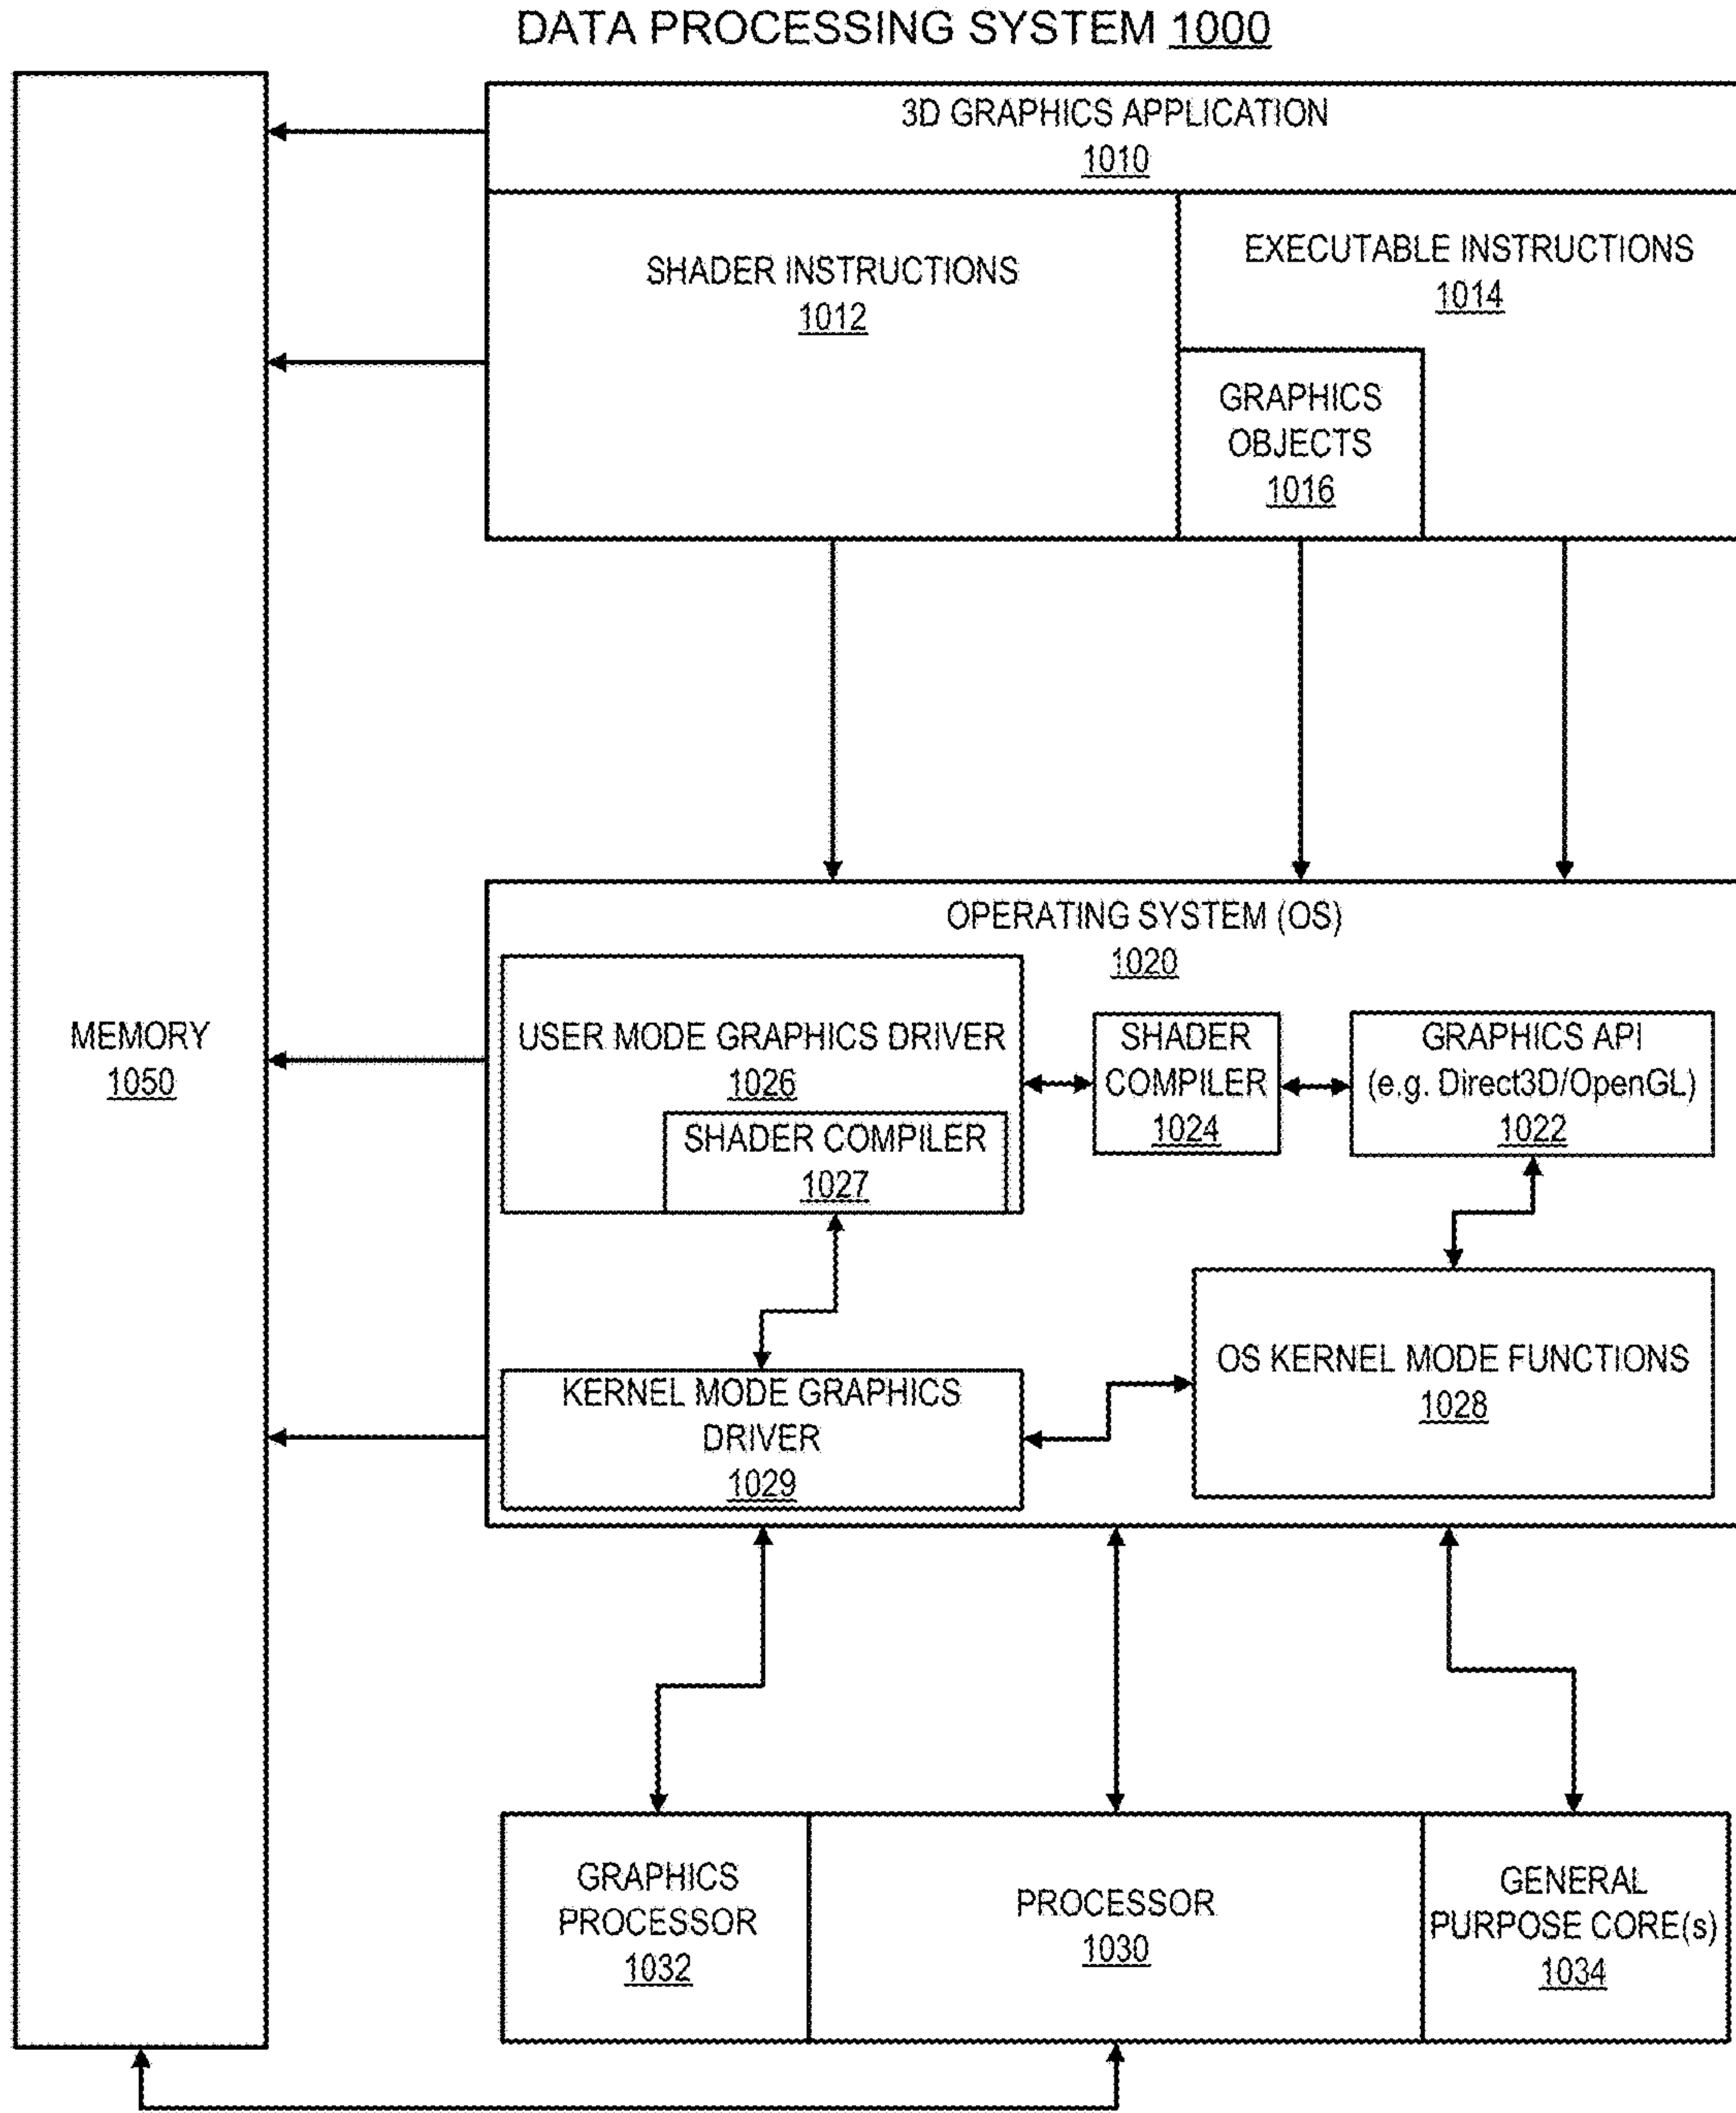 DATA PROCESSING SYSTEM 1000
3D GRAPHICS APPLICATION
1010
SHADER INSTRUCTIONS
1012
EXECUTABLE INSTRUCTIONS
1014
GRAPHICS
OBJECTS
1016
MEMORY
1050
OPERATING SYSTEM (OS)
1020
USER MODE GRAPHICS DRIVER
1026
SHADER COMPILER
1027
SHADER
COMPILER
1024
GRAPHICS API
(e.g. Direct3D/OpenGL)
1022
KERNEL MODE GRAPHICS
DRIVER
1029
OS KERNEL MODE FUNCTIONS
1028
GRAPHICS
PROCESSOR
1032
PROCESSOR
1030
GENERAL
PURPOSE CORE(s)
1034